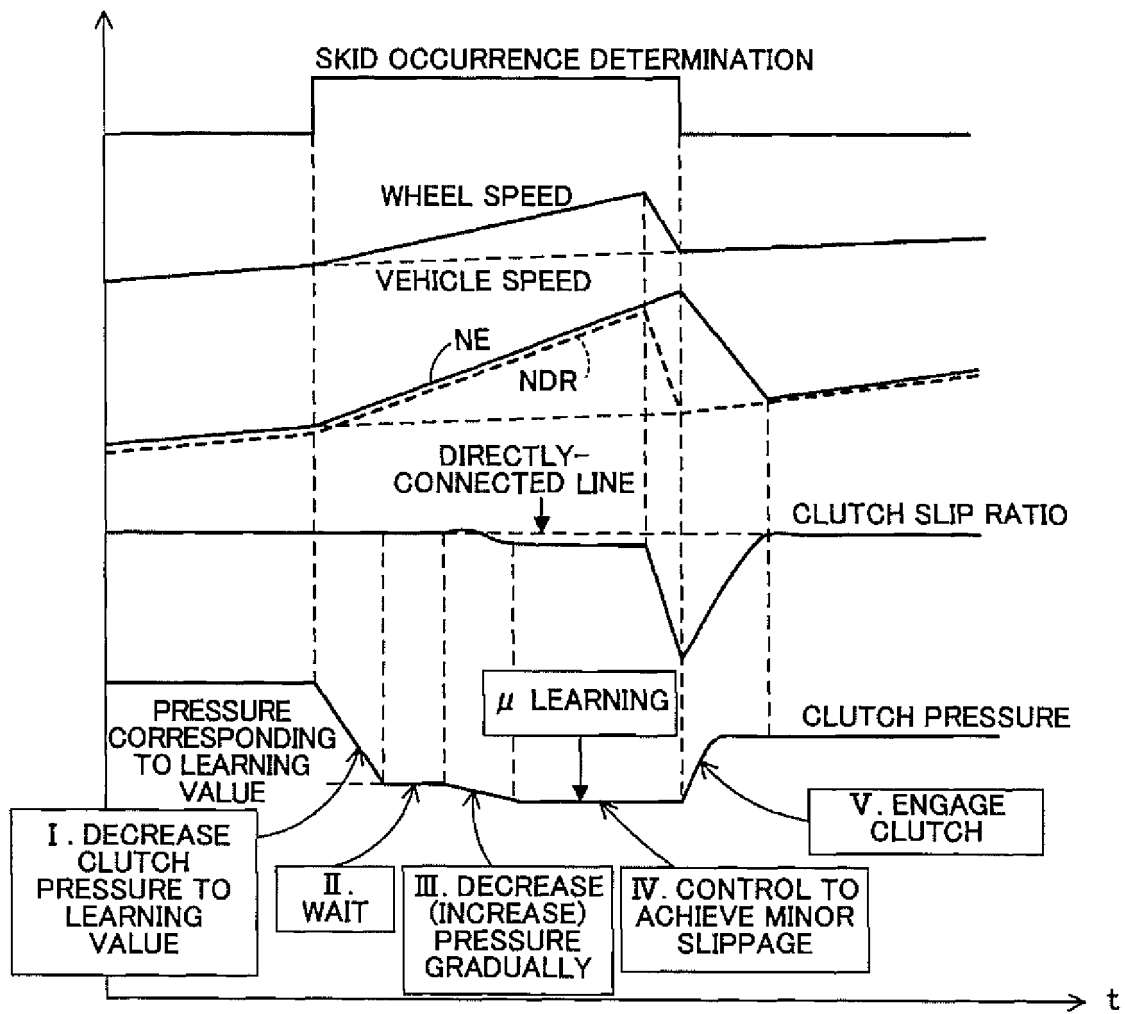 SKID OCCURRENCE DETERMINATION
WHEEL SPEED
VEHICLE SPEED
NE
NDR
DIRECTLY-
CONNECTED LINE
CLUTCH SLIP RATIO
μ LEARNING
PRESSURE
CORRESPONDING
TO LEARNING
VALUE
CLUTCH PRESSURE
Ⅰ. DECREASE
CLUTCH
PRESSURE TO
LEARNING
VALUE
Ⅱ.
WAIT
Ⅲ. DECREASE
(INCREASE)
PRESSURE
GRADUALLY
Ⅳ. CONTROL TO
ACHIEVE MINOR
SLIPPAGE
Ⅴ. ENGAGE
CLUTCH
t